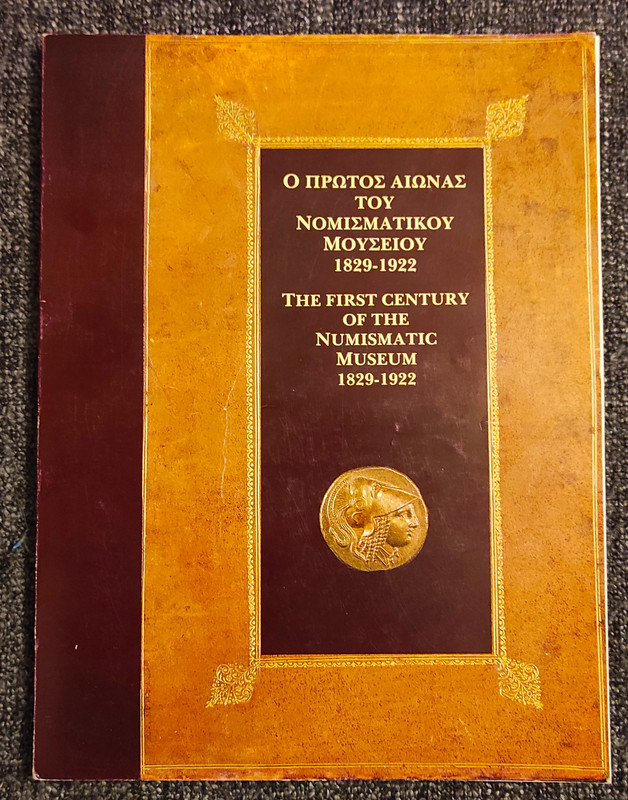 Ο ΠΡΩΤΟΣ ΑΙΩΝΑΣ
ΤΟΥ
ΝΟΜΙΣΜΑΤΙΚΟΥ
ΜΟΥΣΕΙΟΥ
1829-1922
THE FIRST CENTURY
OF THE
NUMISMATIC
MUSEUM
1829-1922